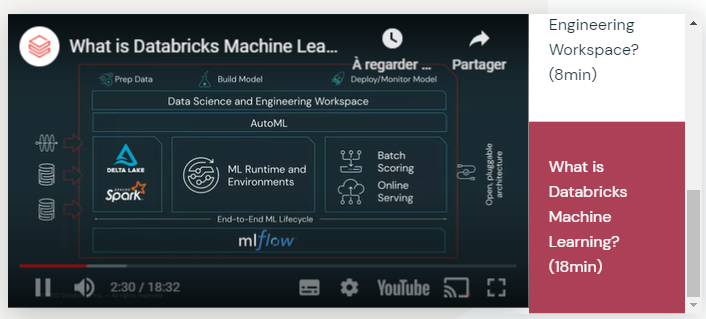 What is Databricks Machine Lea...
À regarder ...
Partager
Prep Data
Build Model
Deploy/Monitor Model
Data Science and Engineering Workspace
AutoML
DELTA LAKE
APACHE
Spark
ML Runtime and
Environments
Batch
Scoring
Online
Serving
Open, pluggable
architecture
End-to-End ML Lifecycle
mlflow
2:30 / 18:32
YouTube
Engineering
Workspace?
(8min)
What is
Databricks
Machine
Learning?
(18min)